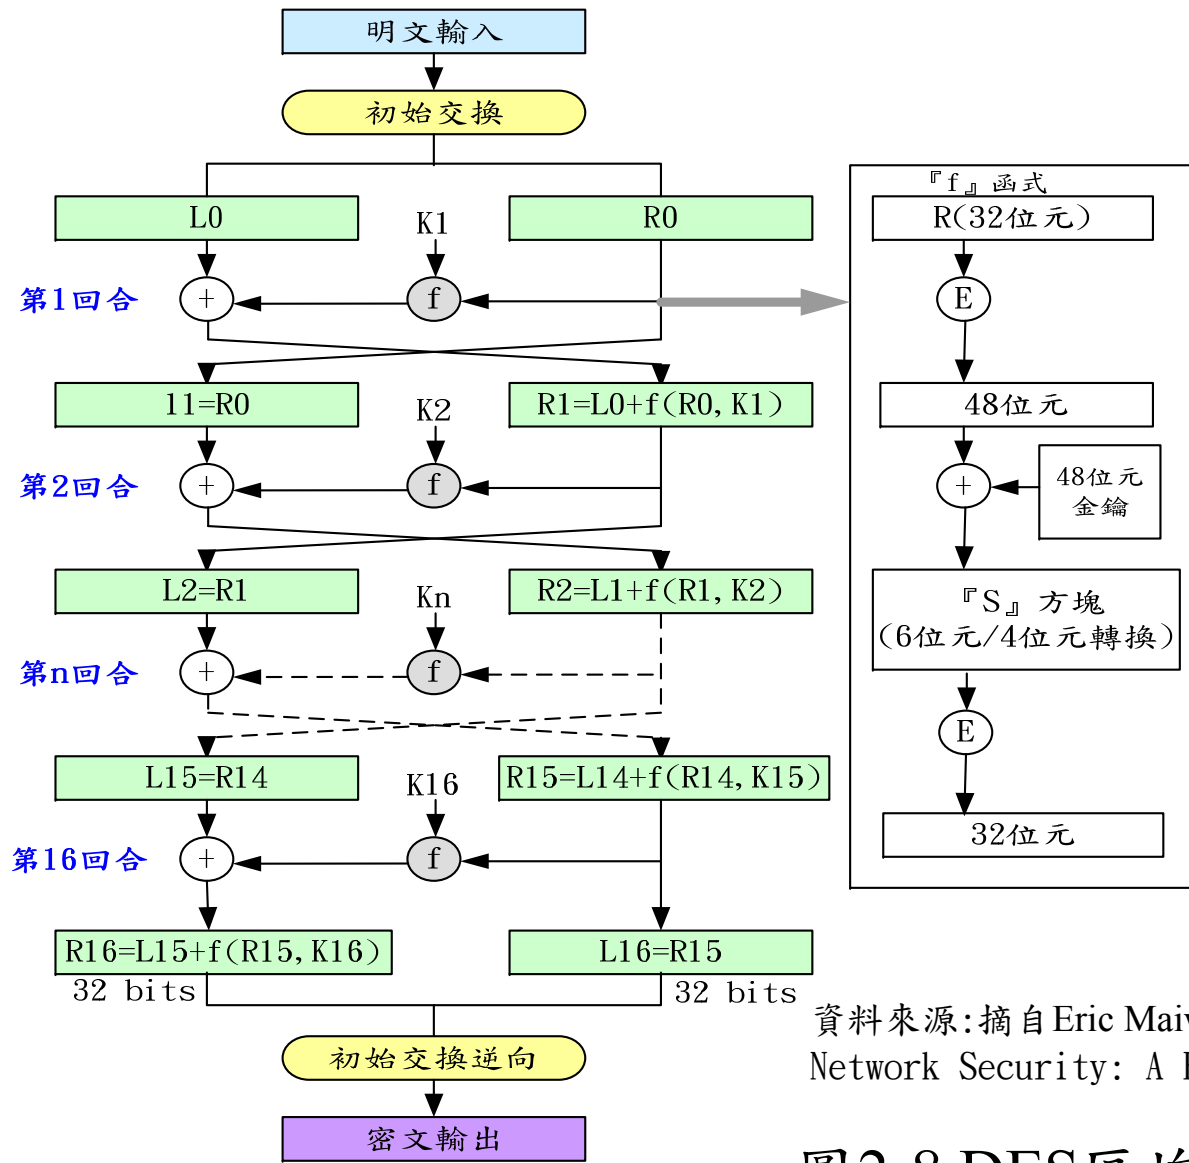 明文輸入
初始交換
L0
K1
R0
第1回合
+
f
11=R0
K2
R1=L0+f(R0,K1)
第2回合
+
f
L2=R1
Kn
R2=L1+f(R1,K2)
第n回合
+
f
L15=R14
K16
R15=L14+f(R14,K15)
第16回合
+
f
R16=L15+f(R15,K16)
L16=R15
32 bits
32 bits
初始交換逆向
密文輸出
『f』函式
R(32位元)
E
48位元
+
48位元
金鑰
『S』方塊
(6位元/4位元轉換)
E
32位元
資料來源:摘自Eric
Network Security: A
圖2-8 DES